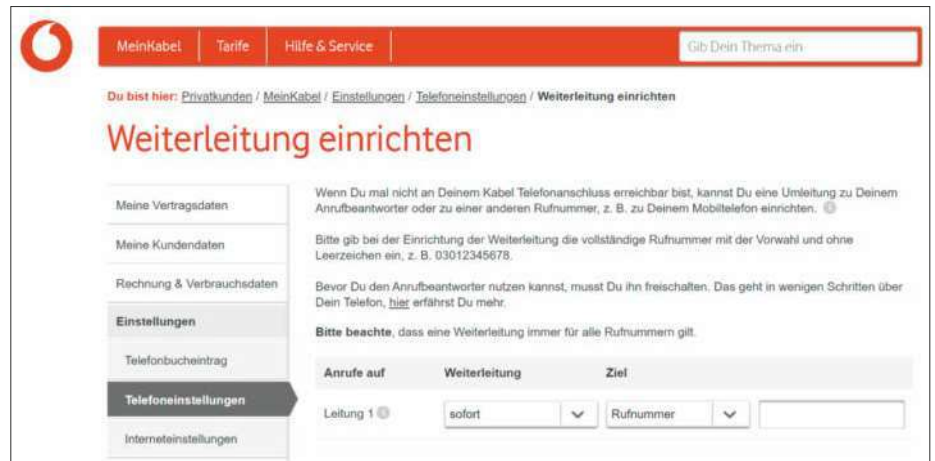 MeinKabel
Tarife
Hilfe & Service
Gib Dein Thema ein
Du bist hier: Privatkunden / MeinKabel / Einstellungen / Telefoneinstellungen / Weiterleitung einrichten
Weiterleitung einrichten
Meine Vertragsdaten
Meine Kundendaten
Rechnung & Verbrauchsdaten
Einstellungen
Telefonbucheintrag
Telefoneinstellungen
Interneteinstellungen
Wenn Du mal nicht an Deinem Kabel Telefonanschluss erreichbar bist, kannst Du eine Umleitung zu Deinem
Anrufbeantworter oder zu einer anderen Rufnummer, z. B. zu Deinem Mobiltelefon einrichten.
Bitte gib bei der Einrichtung der Weiterleitung die vollständige Rufnummer mit der Vorwahl und ohne
Leerzeichen ein, z. B. 03012345678.
Bevor Du den Anrufbeantworter nutzen kannst, musst Du ihn freischalten. Das geht in wenigen Schritten über
Dein Telefon, hier erfährst Du mehr.
Bitte beachte, dass eine Weiterleitung immer für alle Rufnummern gilt.
Anrufe auf Weiterleitung Ziel
Leitung 1 sofort Rufnummer